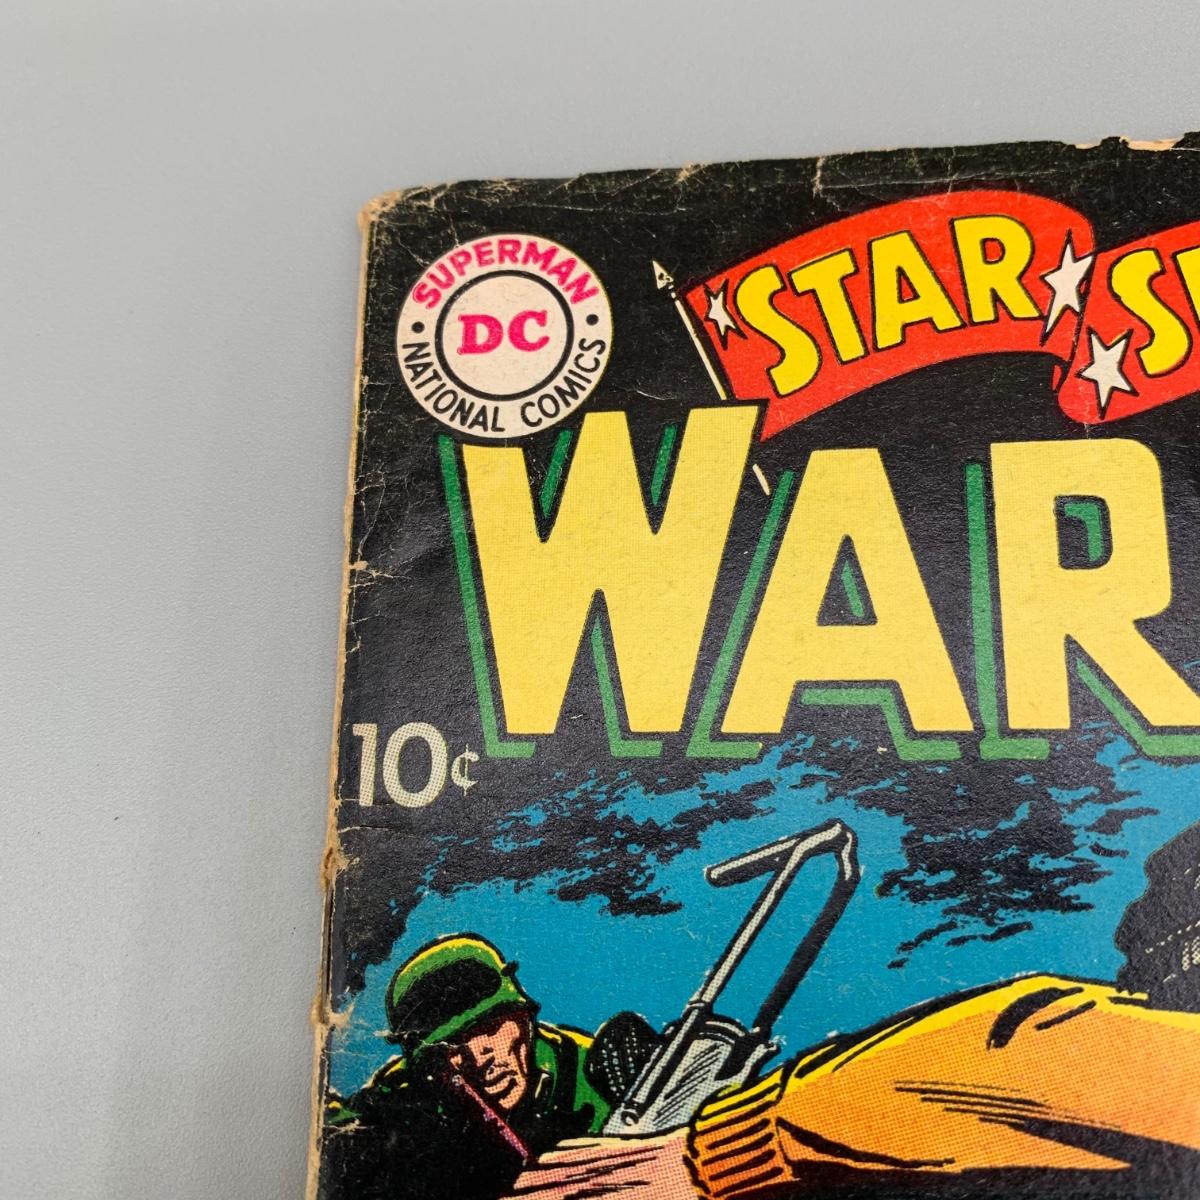 SUPERMAN
DC
NATIONAL COMICS
STAR
WAR
10¢